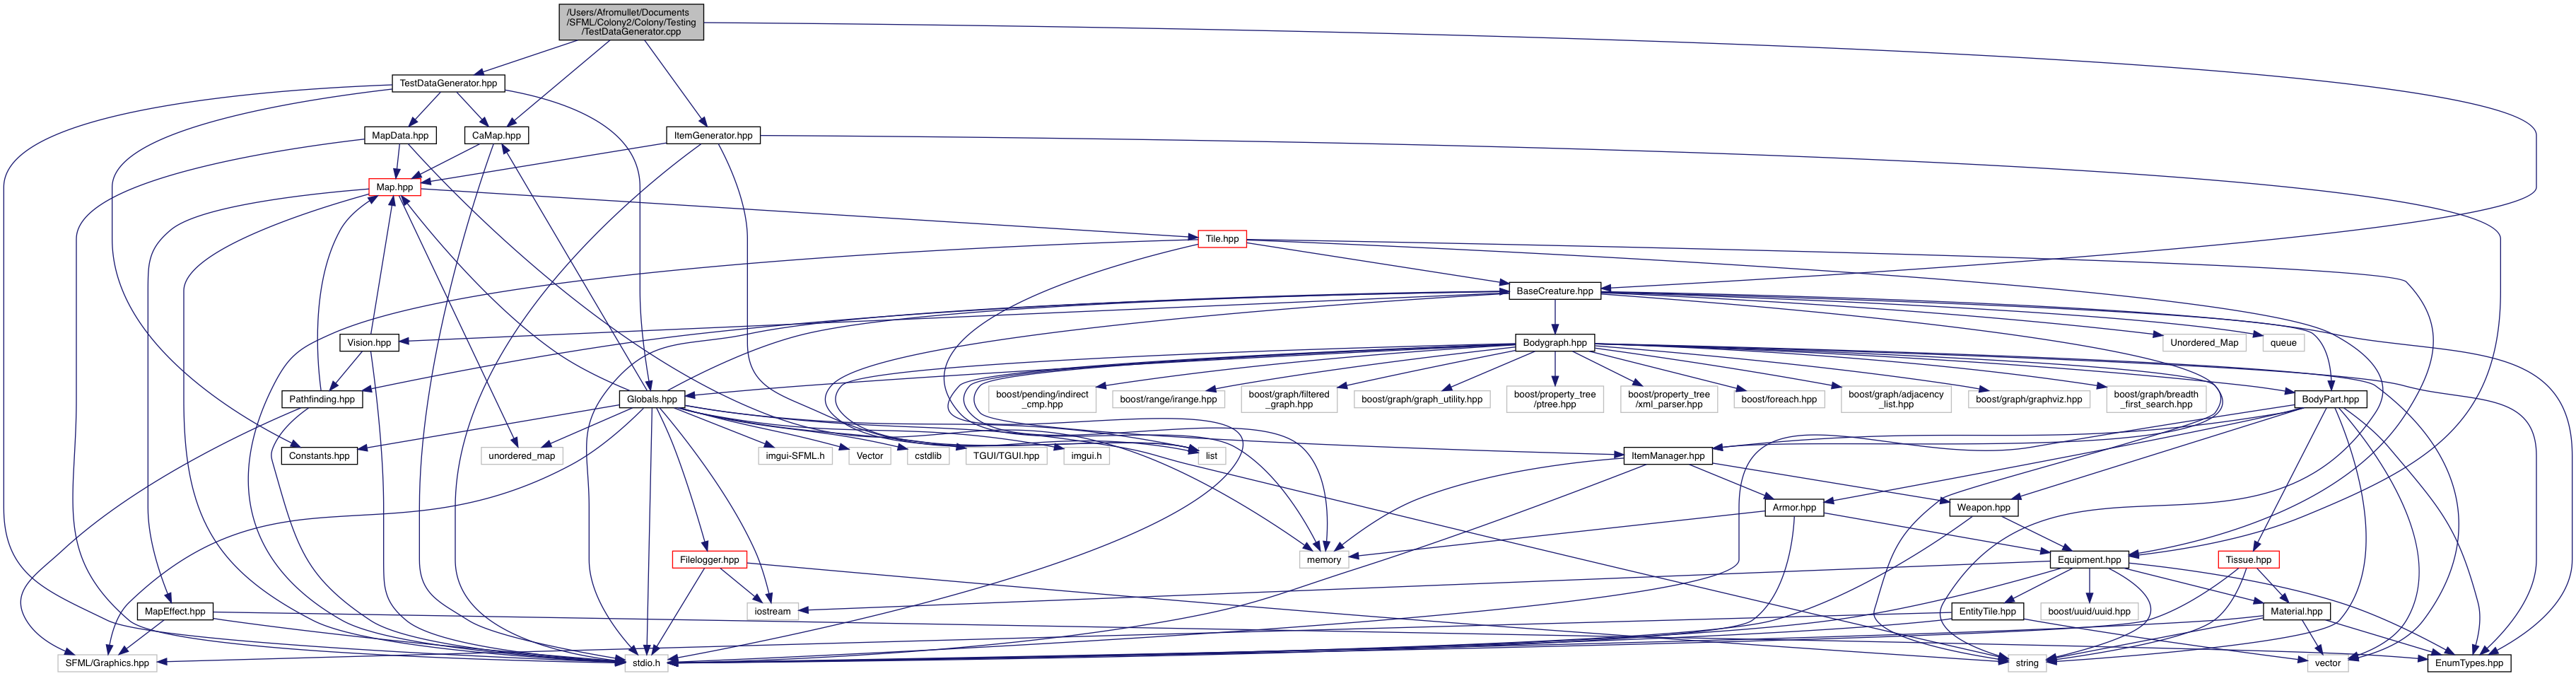 /Users/Afromullet/Documents
/SFML/Colony2/Colony/Testing
/TestDataGenerator.cpp
TestDataGenerator.hpp
MapData.hpp
CaMap.hpp
ItemGenerator.hpp
Map.hpp
Tile.hpp
BaseCreature.hpp
Vision.hpp
Bodygraph.hpp
Unordered_Map
queue
Pathfinding.hpp
Globals.hpp
boost/pending/indirect
_cmp.hpp
boost/range/irange.hpp
boost/graph/filtered
_graph.hpp
boost/graph/graph_utility.hpp
boost/property_tree
/ptree.hpp
boost/property_tree
/xml_parser.hpp
boost/foreach.hpp
boost/graph/adjacency
_list.hpp
boost/graph/graphviz.hpp
boost/graph/breadth
_first_search.hpp
BodyPart.hpp
Constants.hpp
unordered_map
imgui-SFML.h
Vector
cstdlib
TGUI/TGUI.hpp
imgui.h
list
ItemManager.hpp
Armor.hpp
Weapon.hpp
Filelogger.hpp
memory
Equipment.hpp
Tissue.hpp
MapEffect.hpp
iostream
EntityTile.hpp
boost/uuid/uuid.hpp
Material.hpp
SFML/Graphics.hpp
stdio.h
string
vector
EnumTypes.hpp